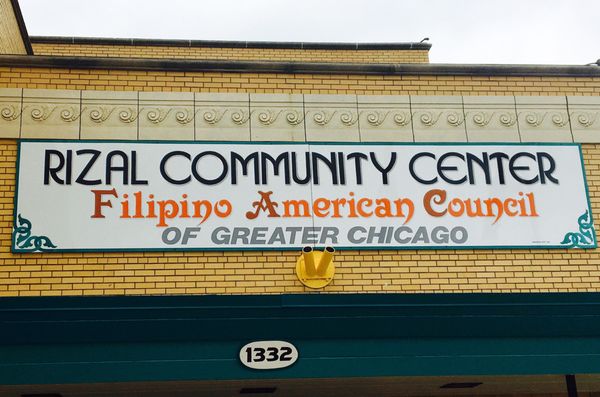 RIZAL COMMUNITY CENTER
Filipino American Council
OF GREATER CHICAGO
1332